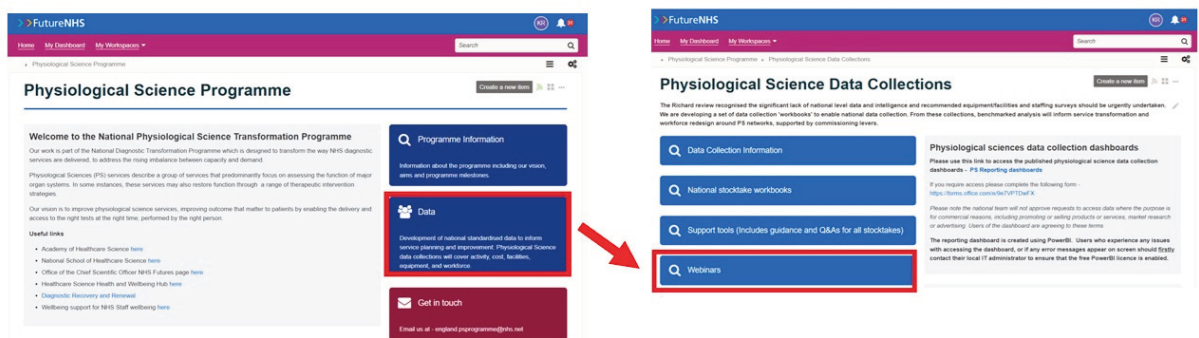 FutureNHS
KR
Home My Dashboard My Workspaces
Search
Physiological Science Programme
Physiological Science Programme
Create a new item
Welcome to the National Physiological Science Transformation Programme
Our work is part of the National Diagnostic Transformation Programme which is designed to transform the way NHS diagnostic
services are delivered, to address the rising imbalance between capacity and demand.
Physiological Sciences (PS) services describe a group of services that predominantly focus on assessing the function of major
organ systems. In some instances, these services may also restore function through a range of therapeutic intervention
strategies.
Our vision is to improve physiological science services, improving outcome that matter to patients by enabling the delivery and
access to the right tests at the right time, performed by the right person.
Useful links
Academy of Healthcare Science here
National School of Healthcare Science here
Office of the Chief Scientific Officer NHS Futures page here
Healthcare Science Health and Wellbeing Hub here
Diagnostic Recovery and Renewal
Wellbeing support for NHS Staff wellbeing here
Programme Information
Information about the programme including our vision,
aims and programme milestones.
Data
Development of national standardised data to inform
service planning and improvement. Physiological Science
data collections will cover activity, cost, facilities,
equipment, and workforce.
Get in touch
Email us at - england.psprogramme@nhs.net
FutureNHS
KR
Home My Dashboard My Workspaces
Search
Physiological Science Programme Physiological Science Data Collections
Physiological Science Data Collections
Create a new item
The Richard review recognised the significant lack of national level data and intelligence and recommended equipment/facilities and staffing surveys should be urgently undertaken.
We are developing a set of data collection 'workbooks' to enable national data collection. From these collections, benchmarked analysis will inform service transformation and
workforce redesign around PS networks, supported by commissioning levers.
Data Collection Information
National stocktake workbooks
Support tools (Includes guidance and Q&As for all stocktakes)
Webinars
Physiological sciences data collection dashboards
Please use this link to access the published physiological science data collection
dashboards - PS Reporting dashboards
If you require access please complete the following form -
Please note the national team will not approve requests to access data where the purpose is
for commercial reasons, including promoting or selling products or services, market research
or advertising. Users of the dashboard are agreeing to these terms.
The reporting dashboard is created using PowerBI. Users who experience any issues
with accessing the dashboard, or if any error messages appear on screen should firstly
contact their local IT administrator to ensure that the free PowerBI licence is enabled.